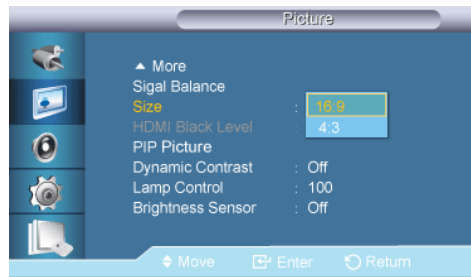 Picture
▲ More
Sigal Balance
Size : 16:9
HDMI Black Level : 4:3
PIP Picture
Dynamic Contrast : Off
Lamp Control : 100
Brightness Sensor : Off
Move Enter Return